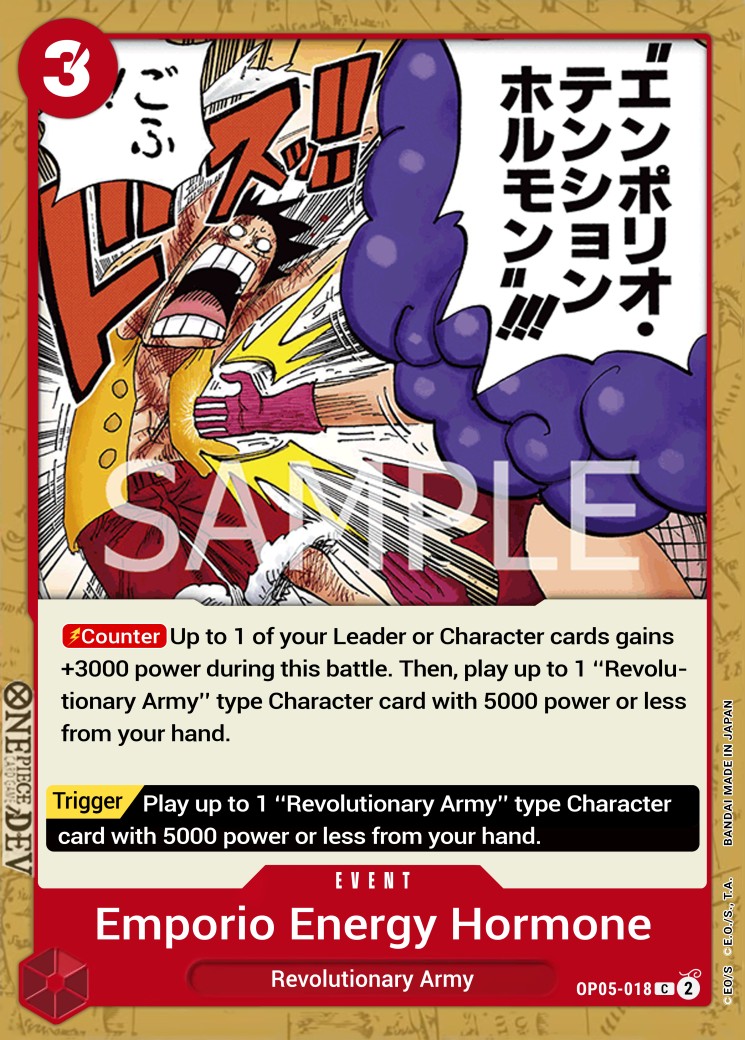 3
ごふ
！
ドスッ!!
“エンポリオ・
テンション
ホルモン”!!!
SAMPLE
Counter Up to 1 of your Leader or Character cards gains
+3000 power during this battle. Then, play up to 1 “Revolu-
tionary Army” type Character card with 5000 power or less
from your hand.
Trigger Play up to 1 “Revolutionary Army” type Character
card with 5000 power or less from your hand.
EVENT
Emporio Energy Hormone
Revolutionary Army
OP05-018 C 2
ONE PIECE
CARD GAME
DEV
©EO/S ©E.O./S., T.A. BANDAI MADE IN JAPAN